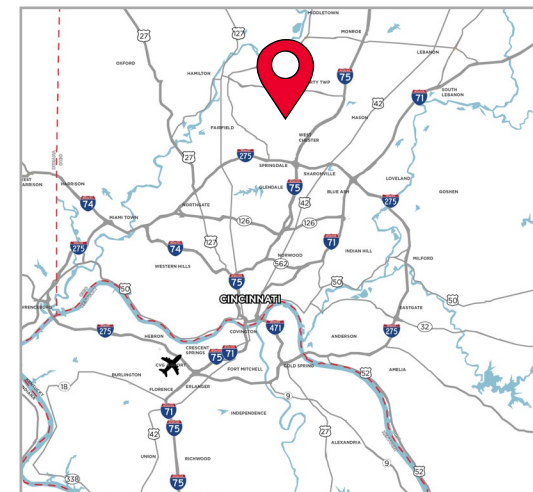 MIDDLETOWN
27
127
MONROE
OXFORD
LEBANON
HAMILTON
75
TY TWP
SOUTH
LEBANON
71
42
MASON
FAIRFIELD
WEST
CHESTER
275
27
SPRINGDALE
SHARONVILLE
LOVELAND
HARRISON
GLENDALE
75
BLUE ASH
GOSHEN
74
NORTHGATE
42
275
MIAMI TOWN
126
126
127
71
INDIAN HILL
275
74
NORWOOD
MILFORD
WESTERN HILLS
562
75
50
50
50
CINCINNATI
EASTGATE
275
HEBRON
COVINGTON
471
ANDERSON
275
32
CRESCENT
SPRINGS
75
71
CVG
FORT MITCHELL
COLD SPRING
52
AMELIA
BURLINGTON
18
FLORENCE
ERLANGER
9
71
INDEPENDENCE
42
75
27
ALEXANDRIA
UNION
RICHWOOD
9
338
75
52